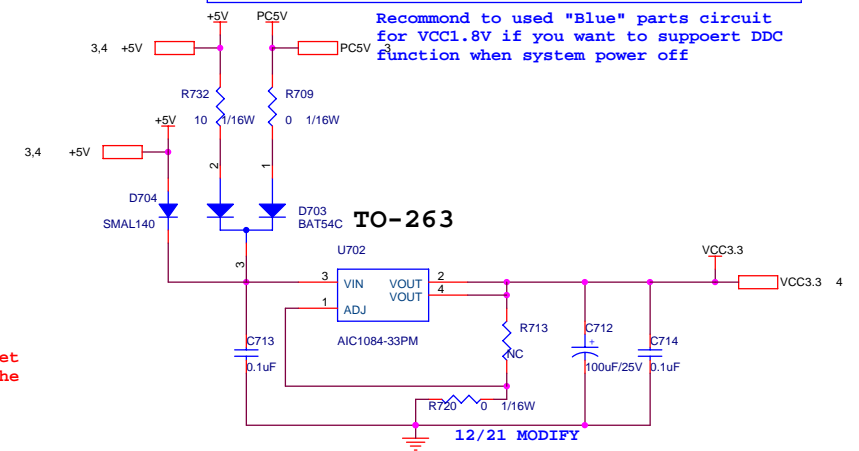 +5V PC5V
Recommond to used "Blue" parts circuit
for VCC1.8V if you want to suppoert DDC
function when system power off
3,4 +5V
PC5V 3
R732
10 1/16W
R709
0 1/16W
+5V
3,4 +5V
2
1
D704
SMAL140
D703
BAT54C
TO-263
3
U702
3 VIN
VOUT 2
VOUT 4
1 ADJ
AIC1084-33PM
VCC3.3
VCC3.3 4
C713
0.1uF
R713
NC
C712
+
100uF/25V
C714
0.1uF
et
he
R720 0 1/16W
12/21 MODIFY